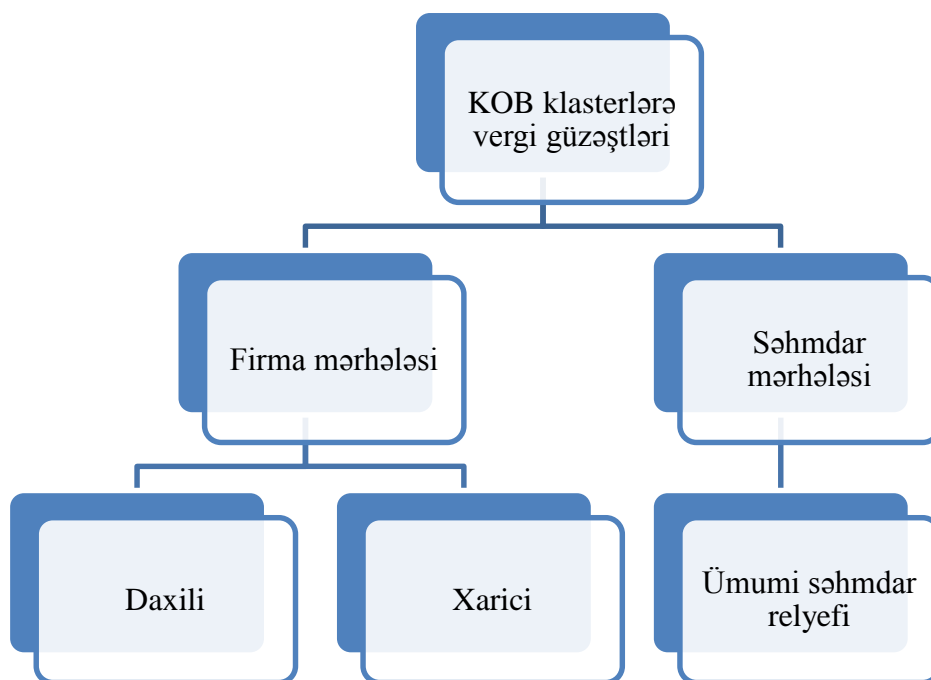 KOB klasterlərə
vergi güzəştləri
Firma mərhələsi
Səhmdar
mərhələsi
Daxili
Xarici
Ümumi səhmdar
relyefi